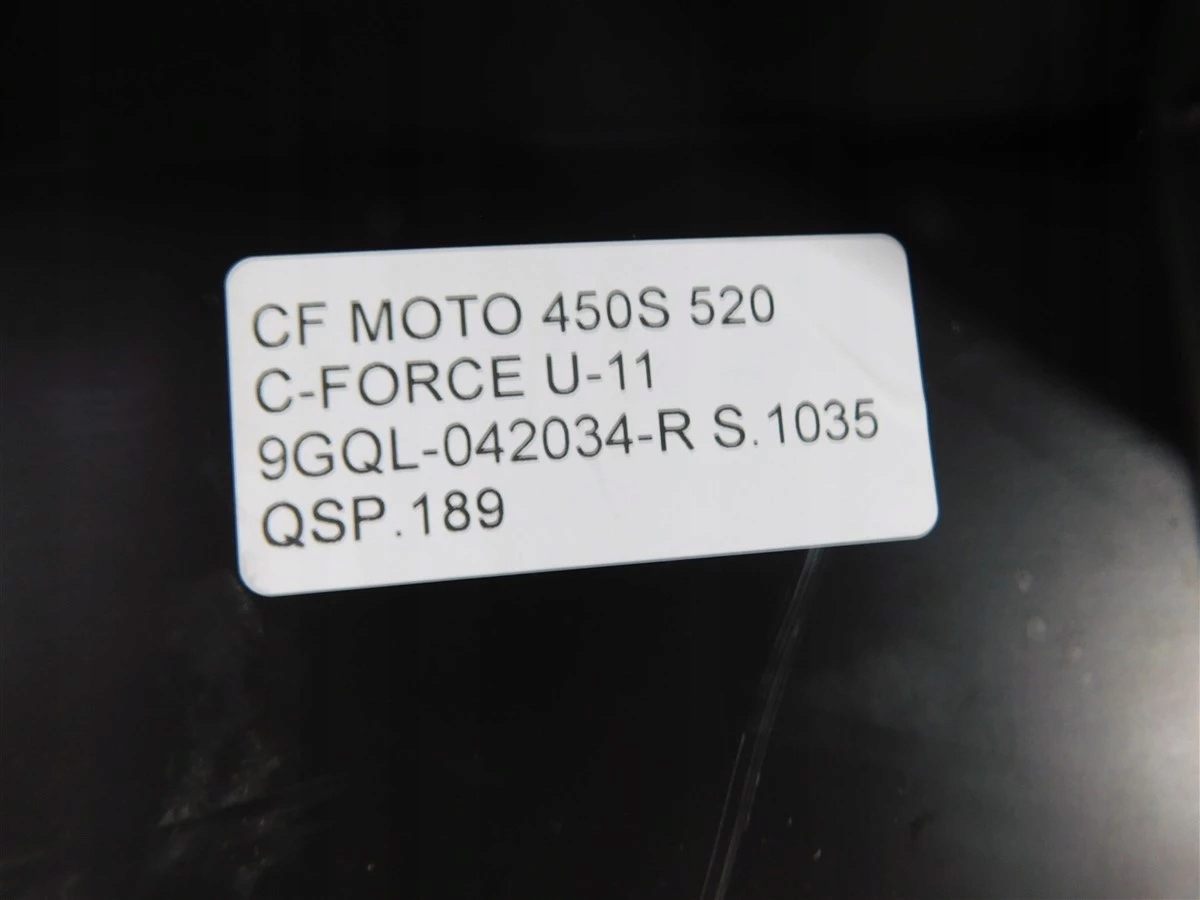 CF MOTO 450S 520
C-FORCE U-11
9GQL-042034-R S.1035
QSP.189